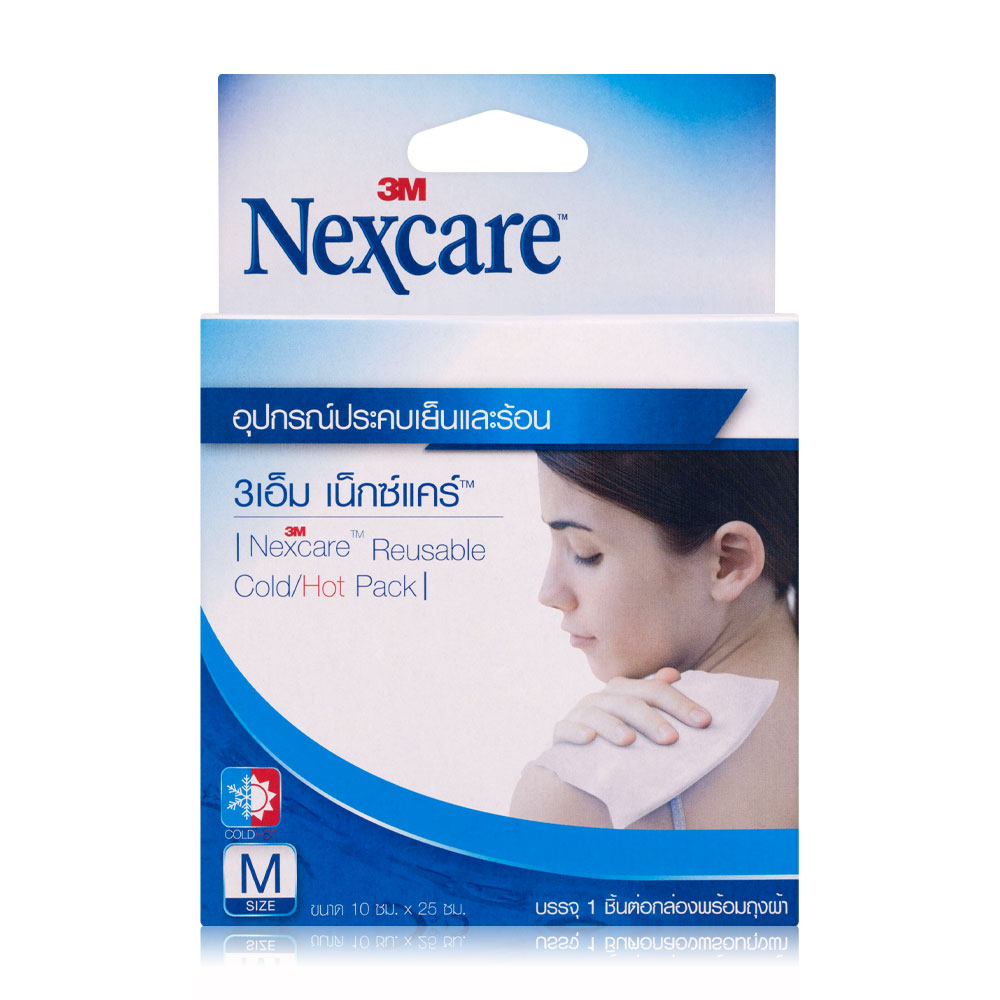 3M
Nexcare™
อุปกรณ์ประคบเย็นและร้อน
3เอ็ม เน็กซ์แคร์™
3M
| Nexcare™ Reusable
Cold/Hot Pack |
COLDHOT
M
SIZE
ขนาด 10 ซม. x 25 ซม.
บรรจุ 1 ชิ้นต่อกล่องพร้อมถุงผ้า